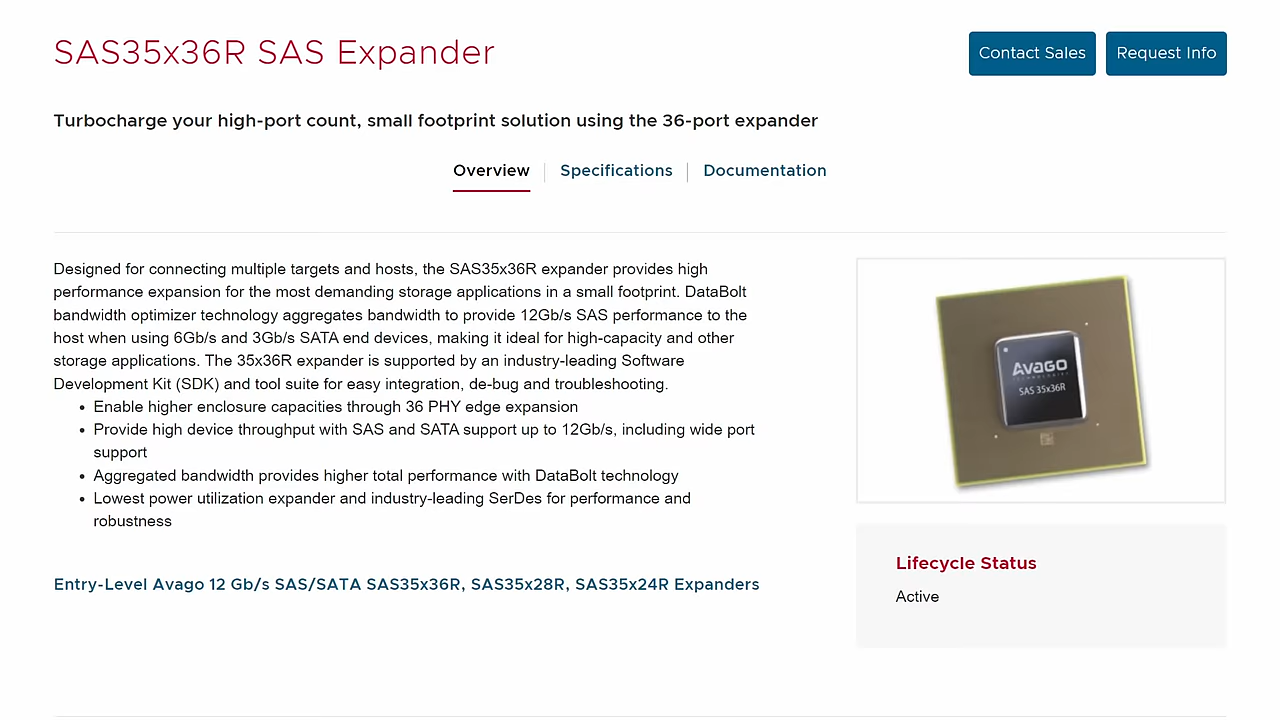 SAS35x36R SAS Expander
Contact Sales
Request Info
Turbocharge your high-port count, small footprint solution using the 36-port expander
Overview
Specifications
Documentation
Designed for connecting multiple targets and hosts, the SAS35x36R expander provides high
performance expansion for the most demanding storage applications in a small footprint. DataBolt
bandwidth optimizer technology aggregates bandwidth to provide 12Gb/s SAS performance to the
host when using 6Gb/s and 3Gb/s SATA end devices, making it ideal for high-capacity and other
storage applications. The 35x36R expander is supported by an industry-leading Software
Development Kit (SDK) and tool suite for easy integration, de-bug and troubleshooting.
• Enable higher enclosure capacities through 36 PHY edge expansion
• Provide high device throughput with SAS and SATA support up to 12Gb/s, including wide port
support
• Aggregated bandwidth provides higher total performance with DataBolt technology
• Lowest power utilization expander and industry-leading SerDes for performance and
robustness
Entry-Level Avago 12 Gb/s SAS/SATA SAS35x36R, SAS35x28R, SAS35x24R Expanders
AVAGO
SAS 35x36R
Lifecycle Status
Active